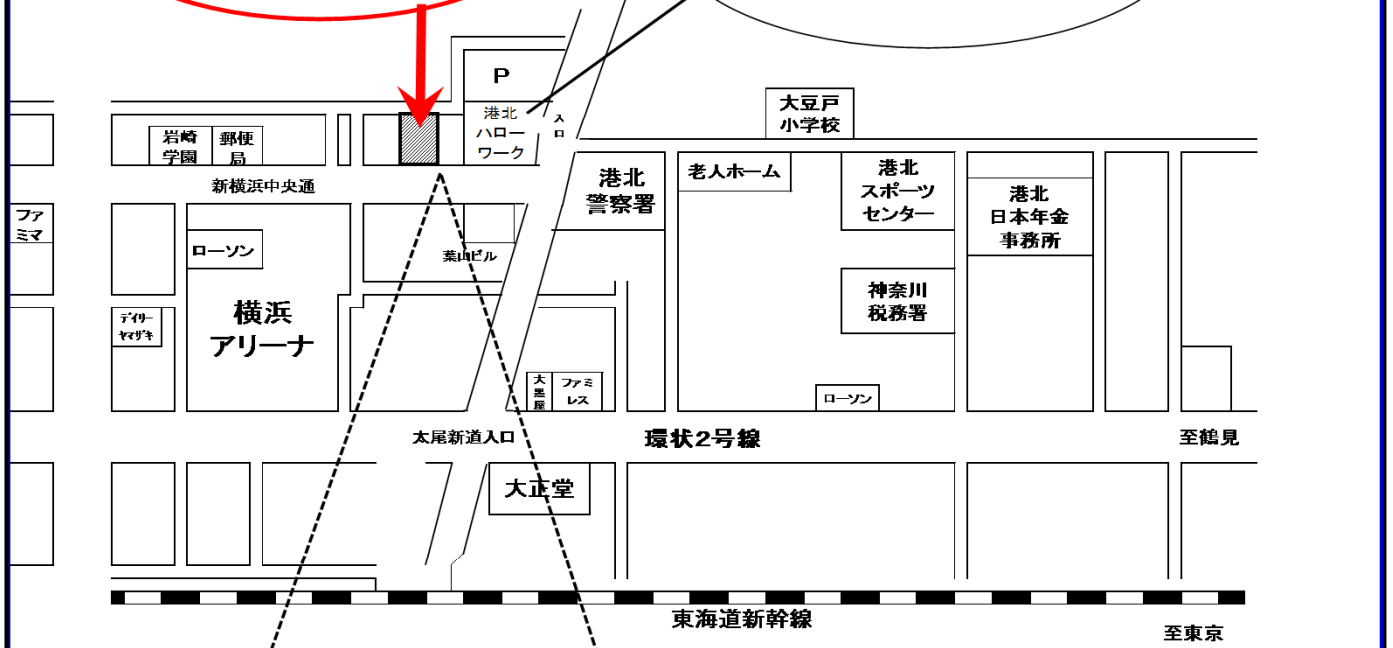 P
港北
ハロー
ワーク
入
口
大豆戸
小学校
岩崎
学園
郵便
局
新横浜中央通
港北
警察署
老人ホーム
港北
スポーツ
センター
港北
日本年金
事務所
ファ
ミマ
ローソン
葉山ビル
横浜
アリーナ
デイリー
ヤマザキ
神奈川
税務署
大
黒
屋
ファミ
レス
ローソン
太尾新道入口
環状2号線
至鶴見
大正堂
東海道新幹線
至東京